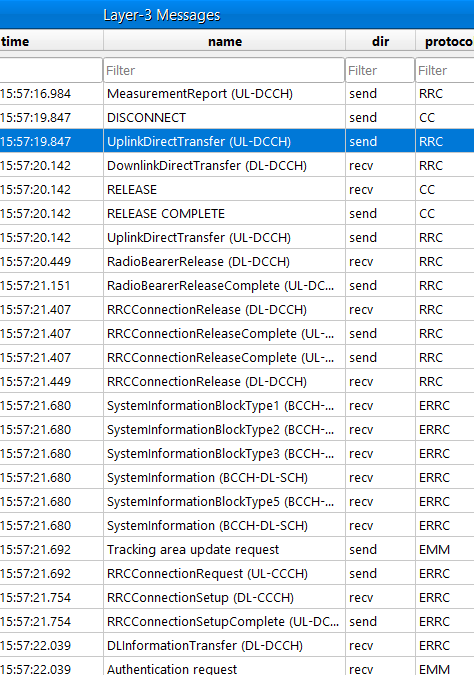 Layer-3 Messages
time name dir protoco
Filter Filter Filter
15:57:16.984 MeasurementReport (UL-DCCH) send RRC
15:57:19.847 DISCONNECT send CC
15:57:19.847 UplinkDirectTransfer (UL-DCCH) send RRC
15:57:20.142 DownlinkDirectTransfer (DL-DCCH) recv RRC
15:57:20.142 RELEASE recv CC
15:57:20.142 RELEASE COMPLETE send CC
15:57:20.142 UplinkDirectTransfer (UL-DCCH) send RRC
15:57:20.449 RadioBearerRelease (DL-DCCH) recv RRC
15:57:21.151 RadioBearerReleaseComplete (UL-DC... send RRC
15:57:21.407 RRCConnectionRelease (DL-DCCH) recv RRC
15:57:21.407 RRCConnectionReleaseComplete (UL-... send RRC
15:57:21.407 RRCConnectionReleaseComplete (UL-... send RRC
15:57:21.449 RRCConnectionRelease (DL-DCCH) recv RRC
15:57:21.680 SystemInformationBlockType1 (BCCH-... recv ERRC
15:57:21.680 SystemInformationBlockType2 (BCCH-... recv ERRC
15:57:21.680 SystemInformationBlockType3 (BCCH-... recv ERRC
15:57:21.680 SystemInformation (BCCH-DL-SCH) recv ERRC
15:57:21.680 SystemInformationBlockType5 (BCCH-... recv ERRC
15:57:21.680 SystemInformation (BCCH-DL-SCH) recv ERRC
15:57:21.692 Tracking area update request send EMM
15:57:21.692 RRCConnectionRequest (UL-CCCH) send ERRC
15:57:21.754 RRCConnectionSetup (DL-CCCH) recv ERRC
15:57:21.754 RRCConnectionSetupComplete (UL-DC... send ERRC
15:57:22.039 DLInformationTransfer (DL-DCCH) recv ERRC
15:57:22.039 Authentication request recv EMM